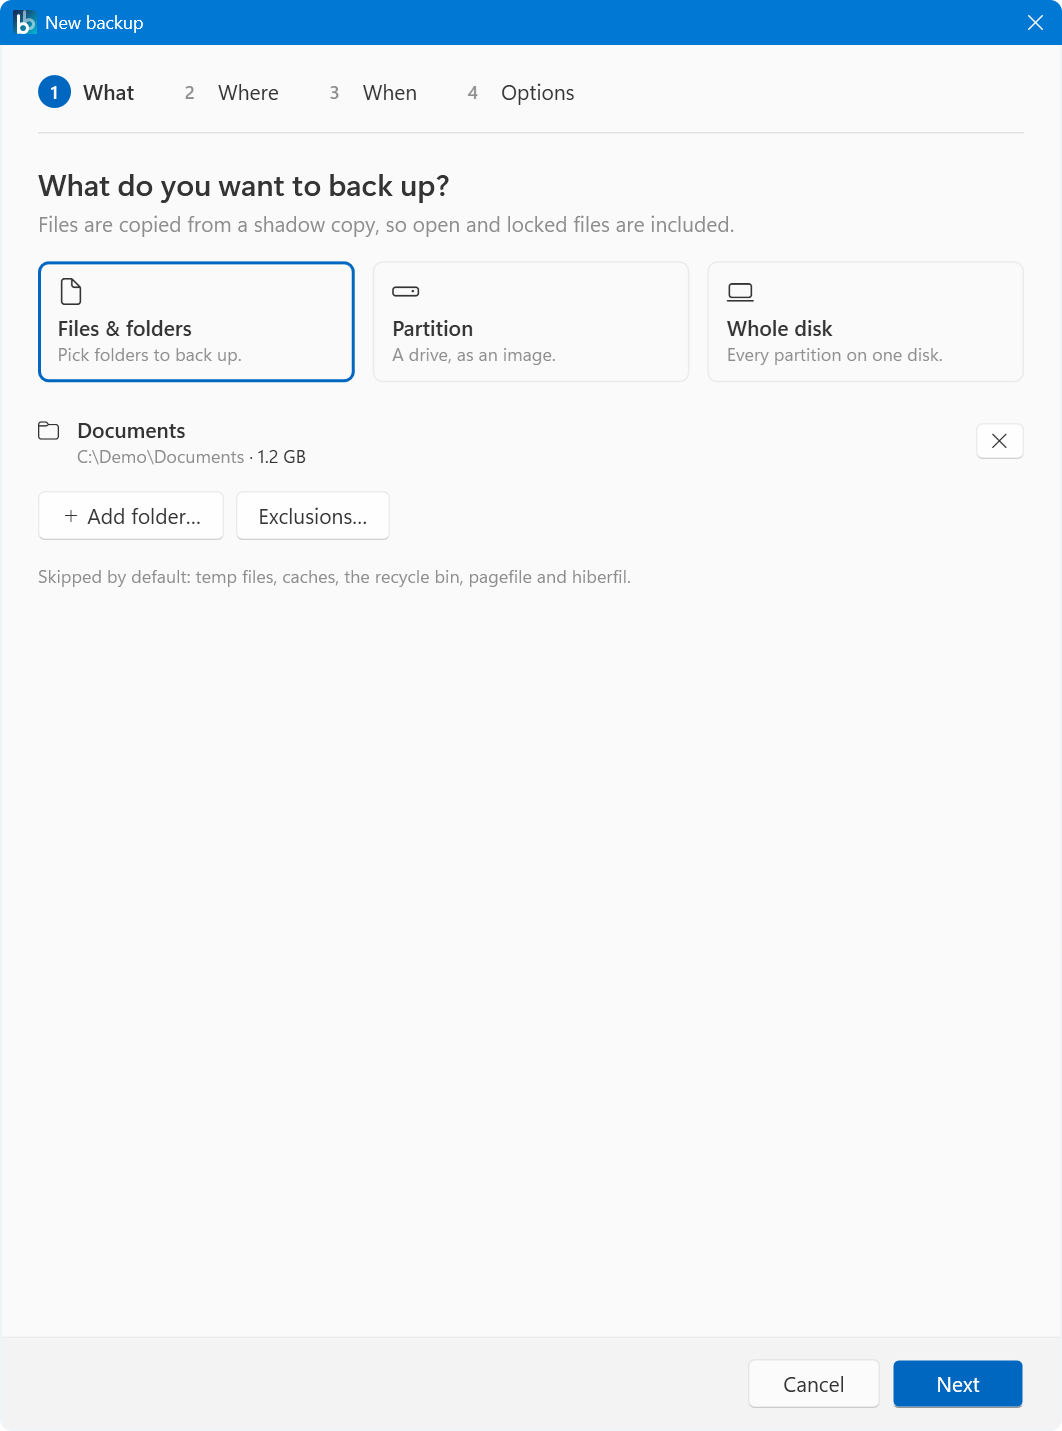 New backup
1 What 2 Where 3 When 4 Options
What do you want to back up?
Files are copied from a shadow copy, so open and locked files are included.
Files & folders
Pick folders to back up.
Partition
A drive, as an image.
Whole disk
Every partition on one disk.
Documents
C:\Demo\Documents · 1.2 GB
+ Add folder...
Exclusions...
Skipped by default: temp files, caches, the recycle bin, pagefile and hiberfil.
Cancel
Next